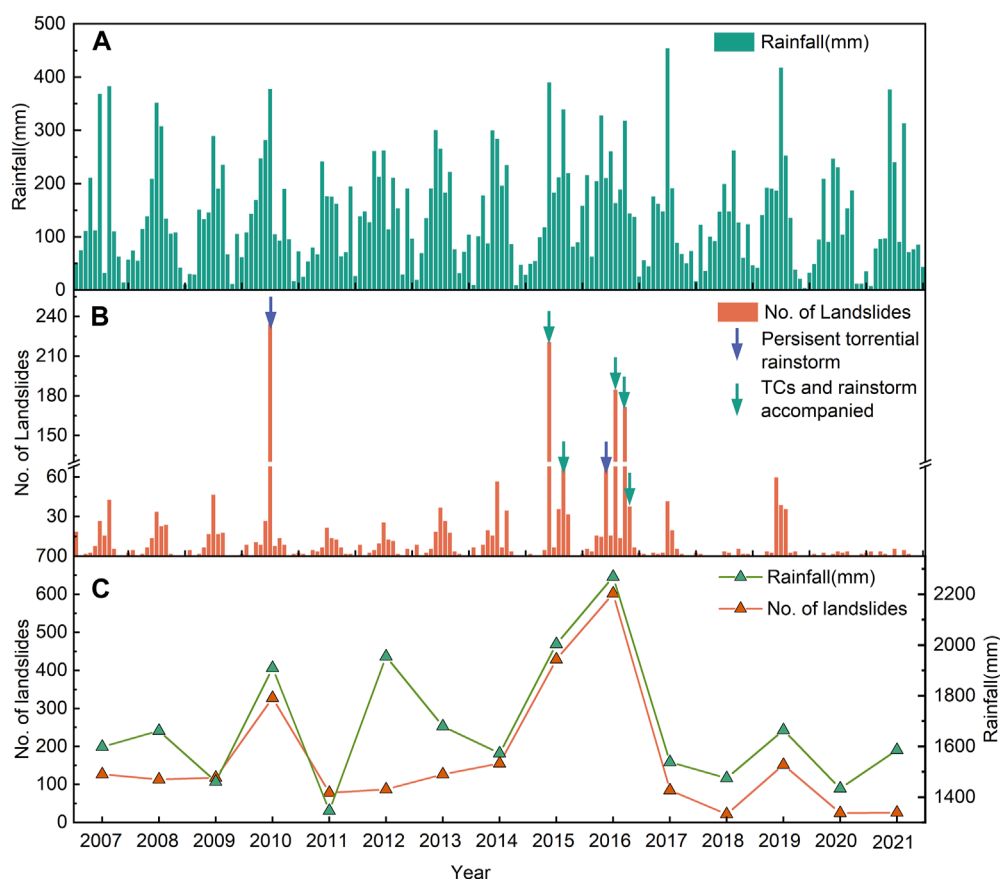 A
Rainfall(mm)
500
400
300
200
100
0
Rainfall(mm)
B
No. of Landslides
Persisent torrential
rainstorm
TCs and rainstorm
accompanied
240
210
180
150
60
30
0
No. of Landslides
C
Rainfall(mm)
No. of landslides
700
600
500
400
300
200
100
0
No. of landslides
2200
2000
1800
1600
1400
Rainfall(mm)
2007 2008 2009 2010 2011 2012 2013 2014 2015 2016 2017 2018 2019 2020 2021
Year